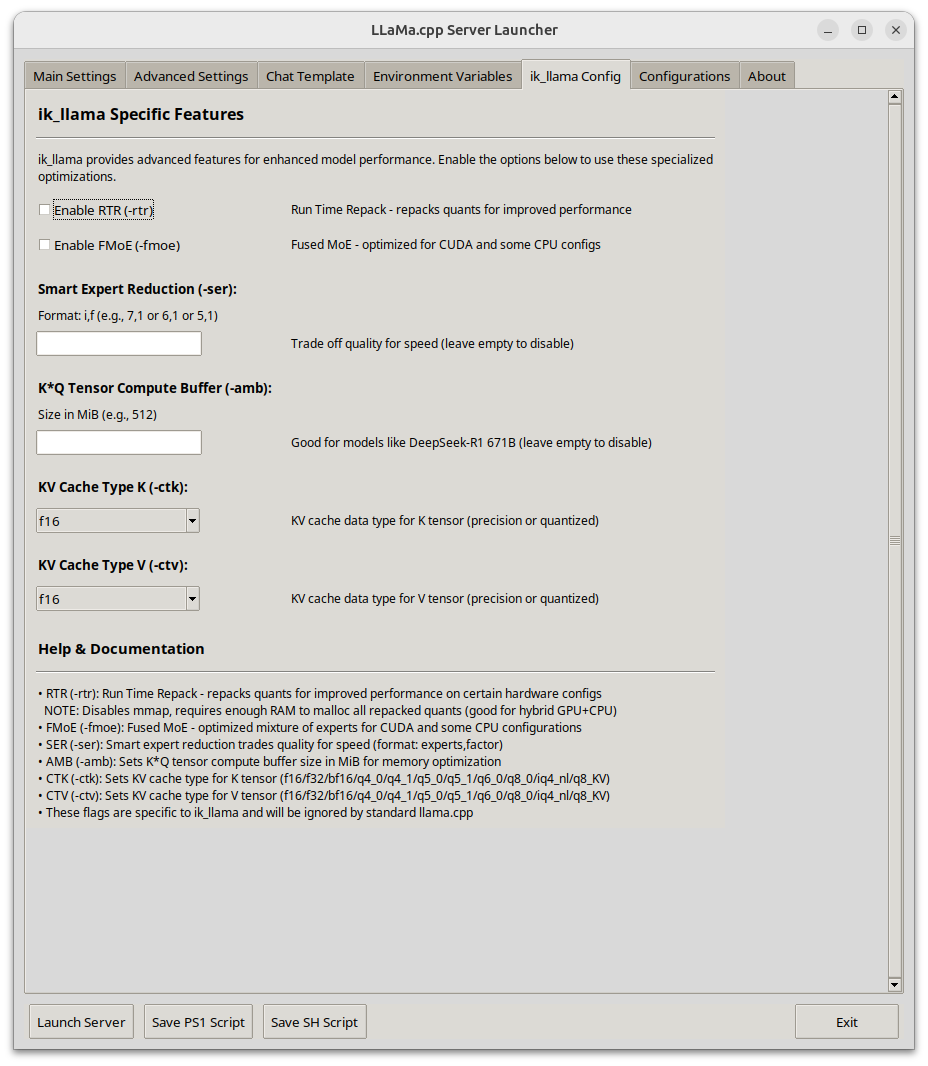 LLaMa.cpp Server Launcher
Main Settings
Advanced Settings
Chat Template
Environment Variables
ik_llama Config
Configurations
About
ik_llama Specific Features
ik_llama provides advanced features for enhanced model performance. Enable the options below to use these specialized
optimizations.
Enable RTR (-rtr)
Run Time Repack - repacks quants for improved performance
Enable FMoE (-fmoe)
Fused MoE - optimized for CUDA and some CPU configs
Smart Expert Reduction (-ser):
Format: i,f (e.g., 7,1 or 6,1 or 5,1)
Trade off quality for speed (leave empty to disable)
K*Q Tensor Compute Buffer (-amb):
Size in MiB (e.g., 512)
Good for models like DeepSeek-R1 671B (leave empty to disable)
KV Cache Type K (-ctk):
f16
KV cache data type for K tensor (precision or quantized)
KV Cache Type V (-ctv):
f16
KV cache data type for V tensor (precision or quantized)
Help & Documentation
• RTR (-rtr): Run Time Repack - repacks quants for improved performance on certain hardware configs
NOTE: Disables mmap, requires enough RAM to malloc all repacked quants (good for hybrid GPU+CPU)
• FMoE (-fmoe): Fused MoE - optimized mixture of experts for CUDA and some CPU configurations
• SER (-ser): Smart expert reduction trades quality for speed (format: experts,factor)
• AMB (-amb): Sets K*Q tensor compute buffer size in MiB for memory optimization
• CTK (-ctk): Sets KV cache type for K tensor (f16/f32/bf16/q4_0/q4_1/q5_0/q5_1/q6_0/q8_0/iq4_nl/q8_KV)
• CTV (-ctv): Sets KV cache type for V tensor (f16/f32/bf16/q4_0/q4_1/q5_0/q5_1/q6_0/q8_0/iq4_nl/q8_KV)
• These flags are specific to ik_llama and will be ignored by standard llama.cpp
Launch Server
Save PS1 Script
Save SH Script
Exit